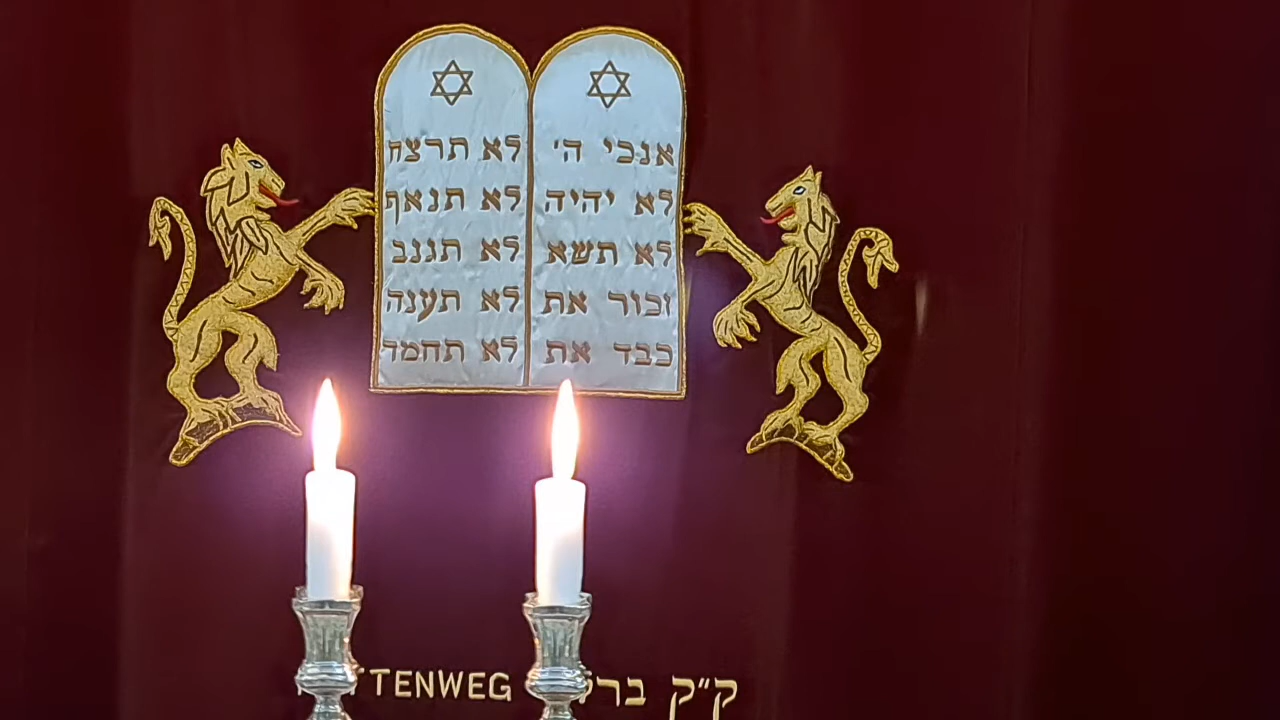 אנכי ה׳
לא יהיה
לא תשא
זכור את
כבד את
לא תרצח
לא תנאף
לא תגנב
לא תענה
לא תחמד
ק״ק